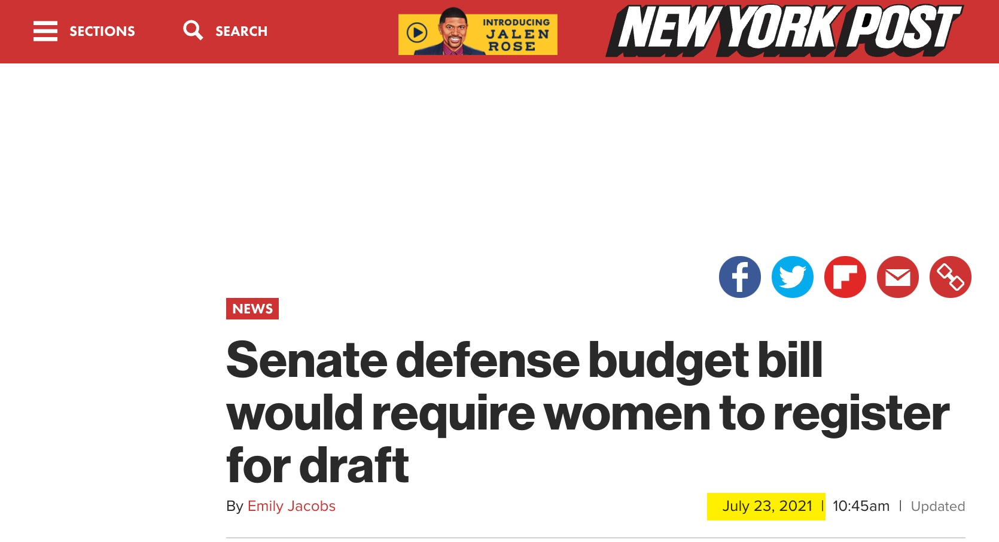 SECTIONS
SEARCH
INTRODUCING
JALEN
ROSE
NEW YORK POST
NEWS
Senate defense budget bill
would require women to register
for draft
By Emily Jacobs
July 23, 2021 | 10:45am | Updated